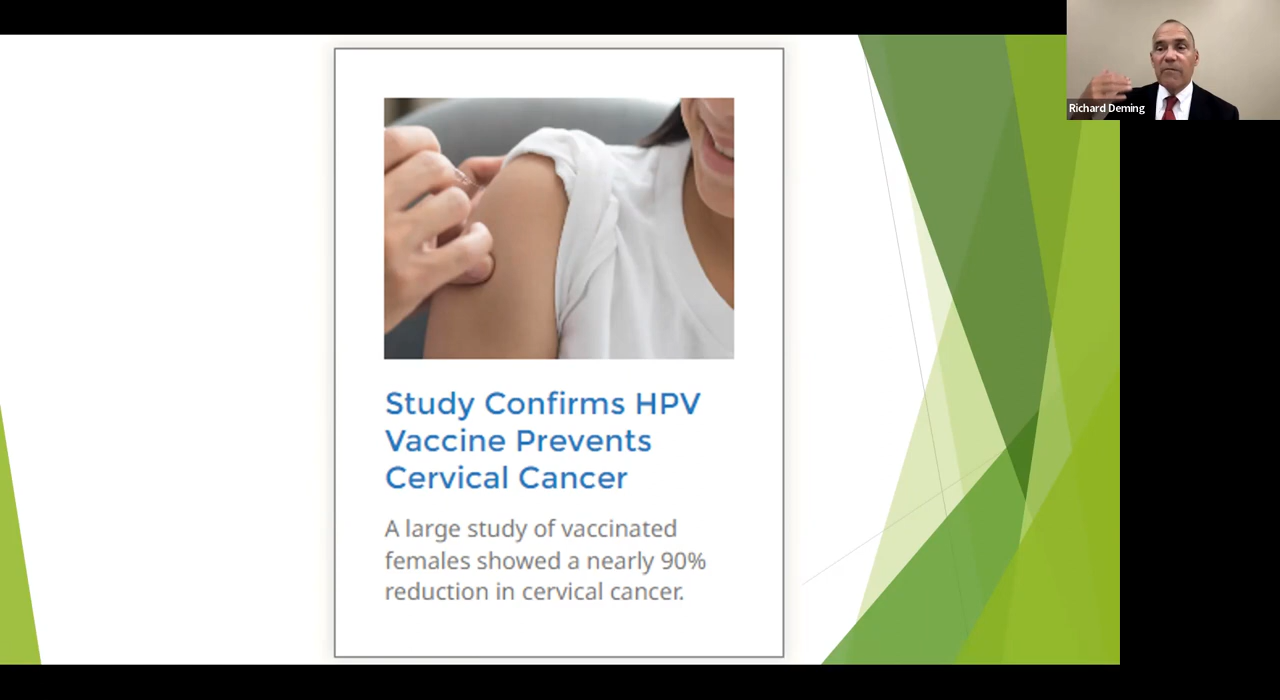 Richard Deming
Study Confirms HPV
Vaccine Prevents
Cervical Cancer
A large study of vaccinated
females showed a nearly 90%
reduction in cervical cancer.